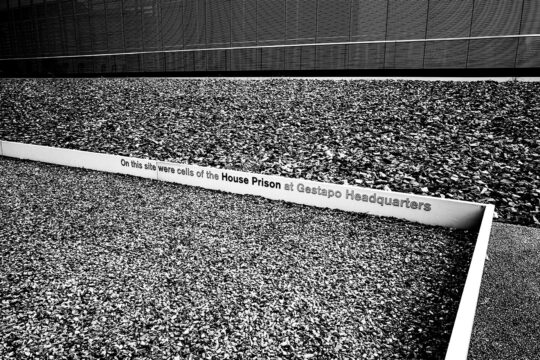 On this site were cells of the House Prison at Gestapo Headquarters